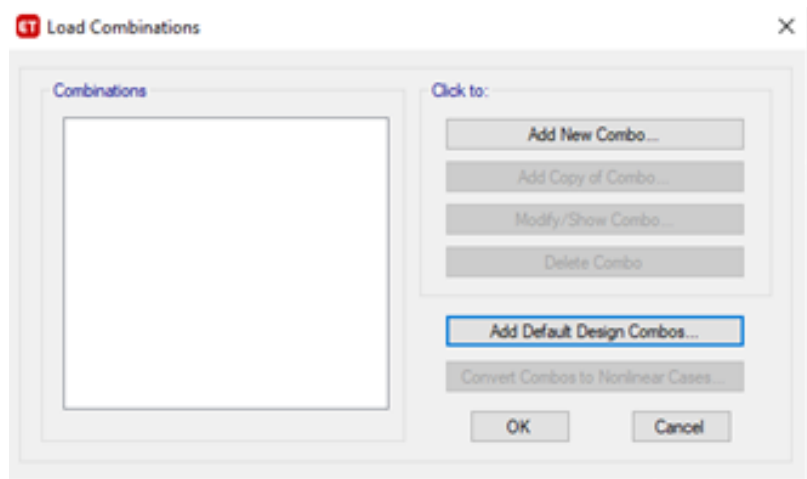 ET Load Combinations
Combinations
Click to:
Add New Combo...
Add Copy of Combo...
Modify/Show Combo...
Delete Combo
Add Default Design Combos...
Convert Combos to Nonlinear Cases...
OK
Cancel